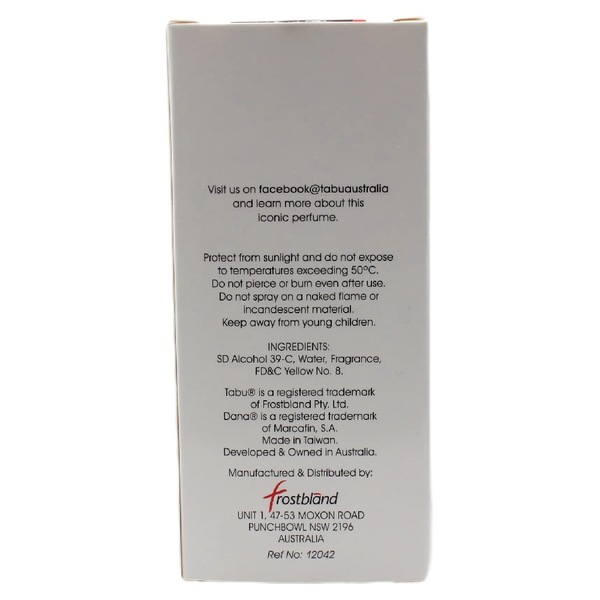 Visit us on facebook@tabuaustralia
and learn more about this
iconic perfume.
Protect from sunlight and do not expose
to temperatures exceeding 50°C.
Do not pierce or burn even after use.
Do not spray on a naked flame or
incandescent material.
Keep away from young children.
INGREDIENTS:
SD Alcohol 39-C, Water, Fragrance,
FD&C Yellow No. 8.
Tabu® is a registered trademark
of Frostbland Pty. Ltd.
Dana® is a registered trademark
of Marcafin, S.A.
Made in Taiwan.
Developed & Owned in Australia.
Manufactured & Distributed by:
frostbland
UNIT 1, 47-53 MOXON ROAD
PUNCHBOWL NSW 2196
AUSTRALIA
Ref No: 12042